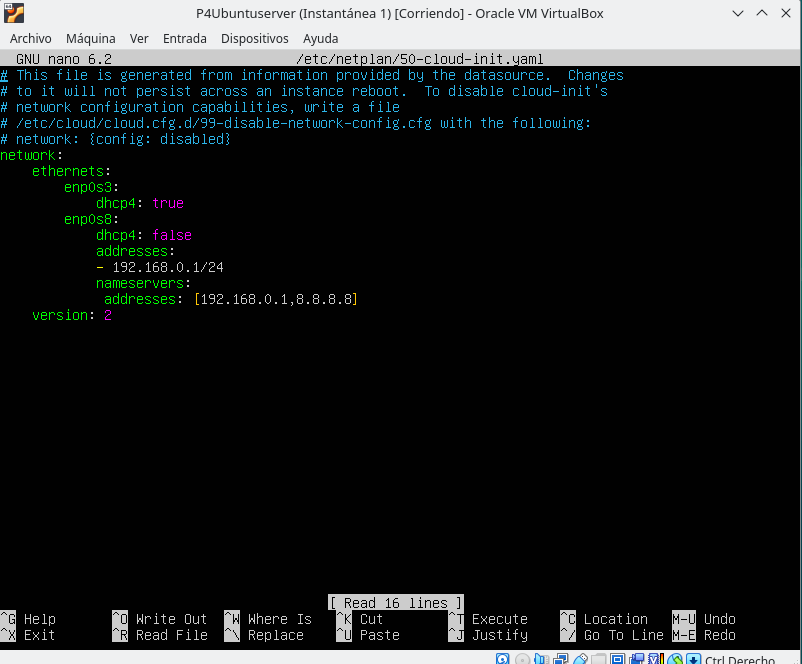 P4Ubuntuserver (Instantánea 1) [Corriendo] - Oracle VM VirtualBox
Archivo Máquina Ver Entrada Dispositivos Ayuda
GNU nano 6.2 /etc/netplan/50-cloud-init.yaml
# This file is generated from information provided by the datasource.  Changes
# to it will not persist across an instance reboot.  To disable cloud-init's
# network configuration capabilities, write a file
# /etc/cloud/cloud.cfg.d/99-disable-network-config.cfg with the following:
# network: {config: disabled}
network:
    ethernets:
        enp0s3:
            dhcp4: true
        enp0s8:
            dhcp4: false
            addresses:
            - 192.168.0.1/24
            nameservers:
             addresses: [192.168.0.1,8.8.8.8]
    version: 2
[ Read 16 lines ]
^G Help ^O Write Out ^W Where Is ^K Cut ^T Execute ^C Location M-U Undo
^X Exit ^R Read File ^\ Replace ^U Paste ^J Justify ^/ Go To Line M-E Redo
Ctrl Derecho